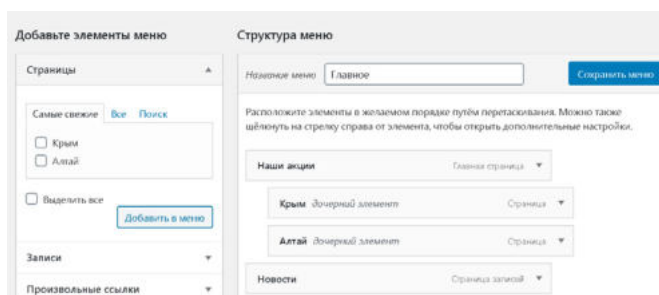 Добавьте элементы меню
Структура меню
Страницы
Название меню Главное
Сохранить меню
Самые свежие Все Поиск
Крым
Алтай
Выделить все
Добавить в меню
Записи
Произвольные ссылки
Расположите элементы в желаемом порядке путём перетаскивания. Можно также
щёлкнуть на стрелку справа от элемента, чтобы открыть дополнительные настройки.
Наши акции Главная страница
Крым дочерний элемент Страница
Алтай дочерний элемент Страница
Новости Страница записей